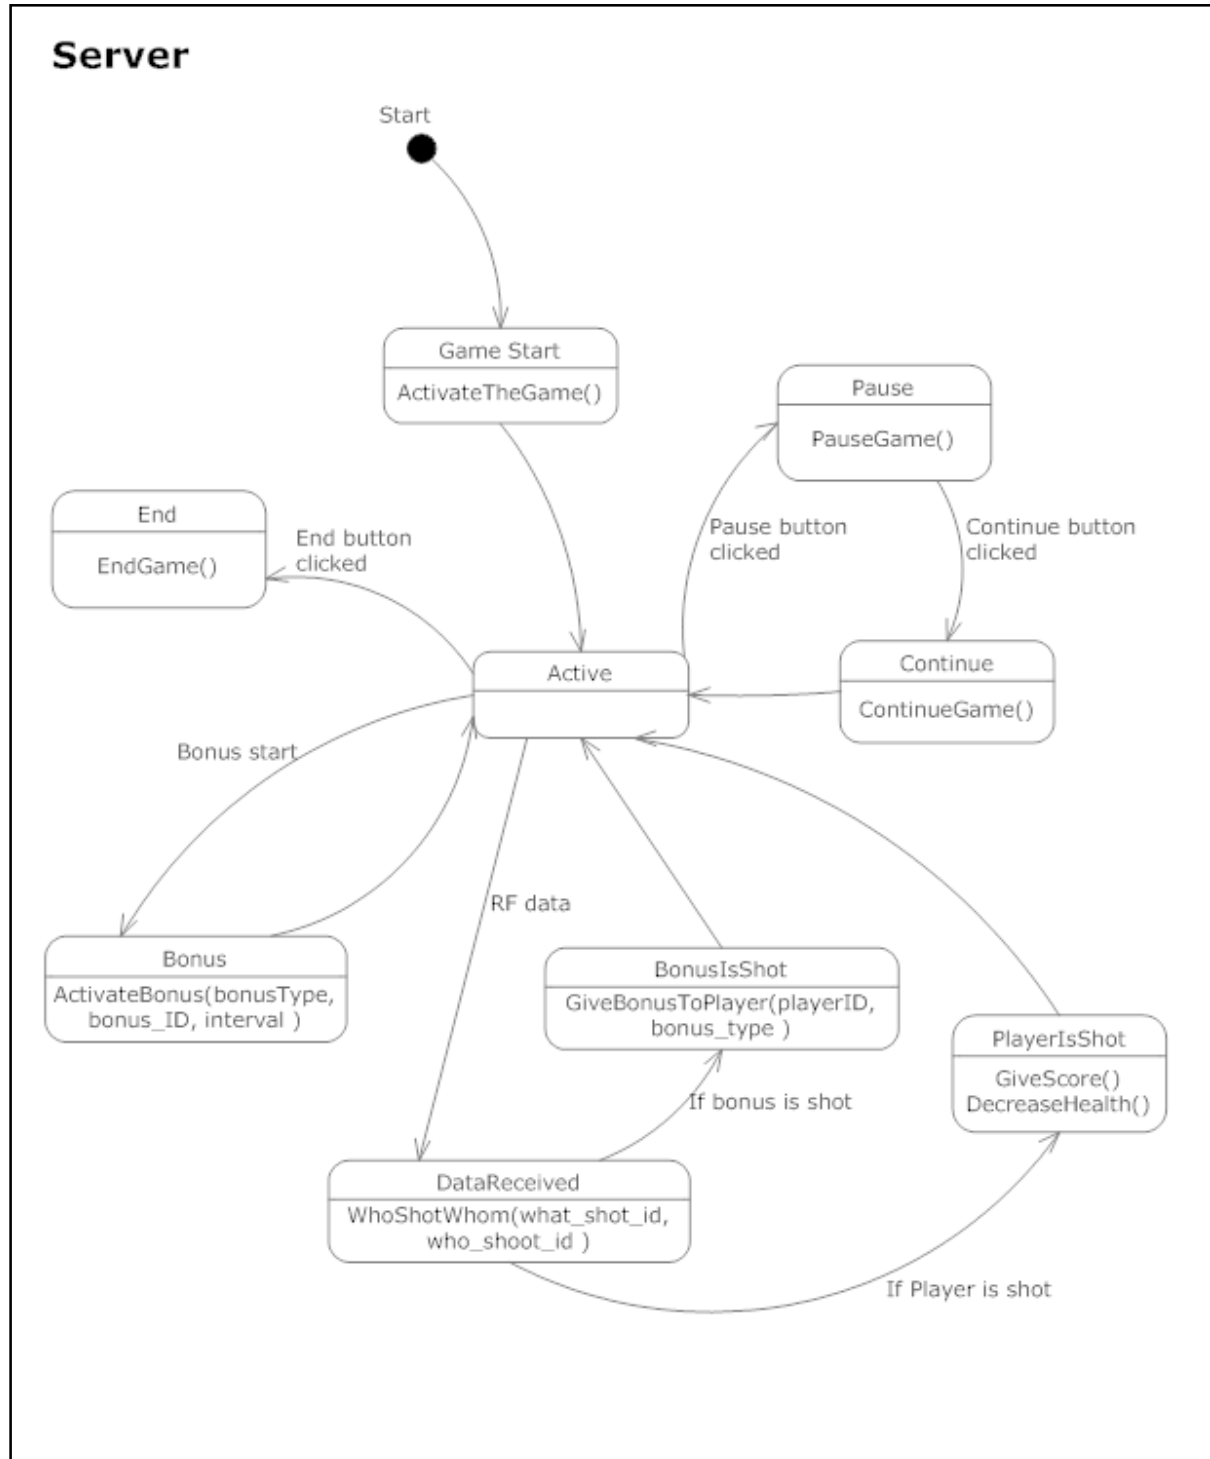 Server
Start
Game Start
ActivateTheGame()
Pause
PauseGame()
End
EndGame()
End button
clicked
Pause button
clicked
Continue button
clicked
Active
Continue
ContinueGame()
Bonus start
RF data
Bonus
ActivateBonus(bonusType,
bonus_ID, interval )
BonusIsShot
GiveBonusToPlayer(playerID,
bonus_type )
PlayerIsShot
GiveScore()
DecreaseHealth()
If bonus is shot
DataReceived
WhoShotWhom(what_shot_id,
who_shoot_id )
If Player is shot